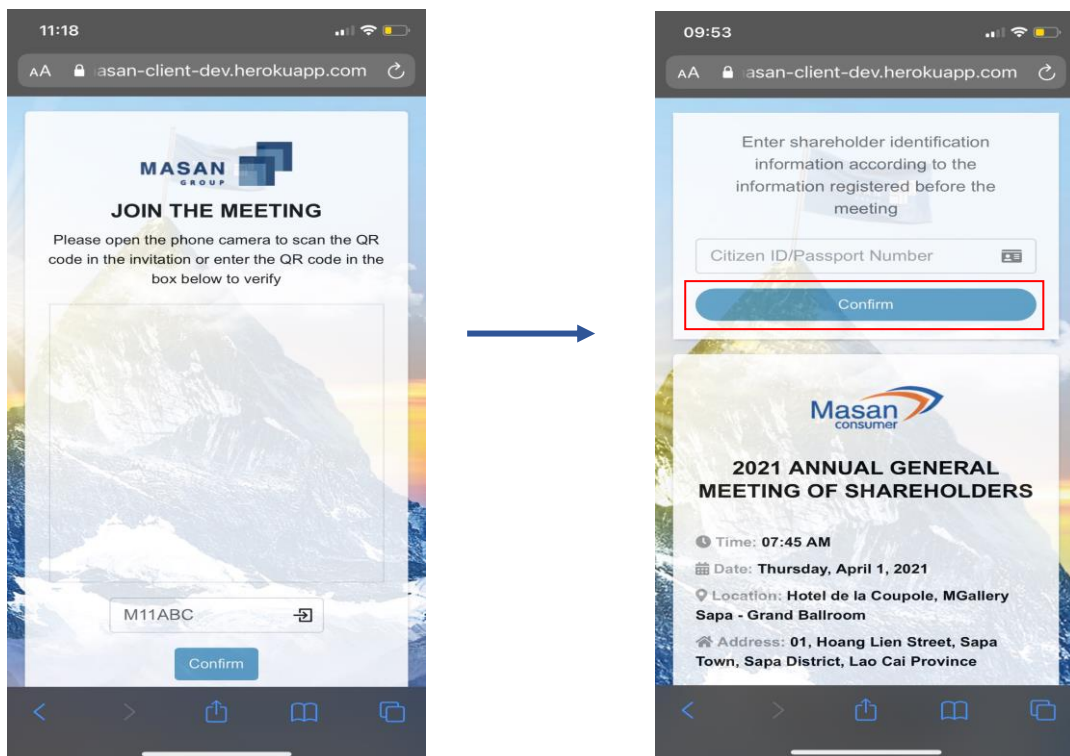 11:18
AA asan-client-dev.herokuapp.com
MASAN
GROUP
JOIN THE MEETING
Please open the phone camera to scan the QR
code in the invitation or enter the QR code in the
box below to verify
M11ABC
Confirm
09:53
AA asan-client-dev.herokuapp.com
Enter shareholder identification
information according to the
information registered before the
meeting
Citizen ID/Passport Number
Confirm
Masan
consumer
2021 ANNUAL GENERAL
MEETING OF SHAREHOLDERS
Time: 07:45 AM
Date: Thursday, April 1, 2021
Location: Hotel de la Coupole, MGallery
Sapa - Grand Ballroom
Address: 01, Hoang Lien Street, Sapa
Town, Sapa District, Lao Cai Province